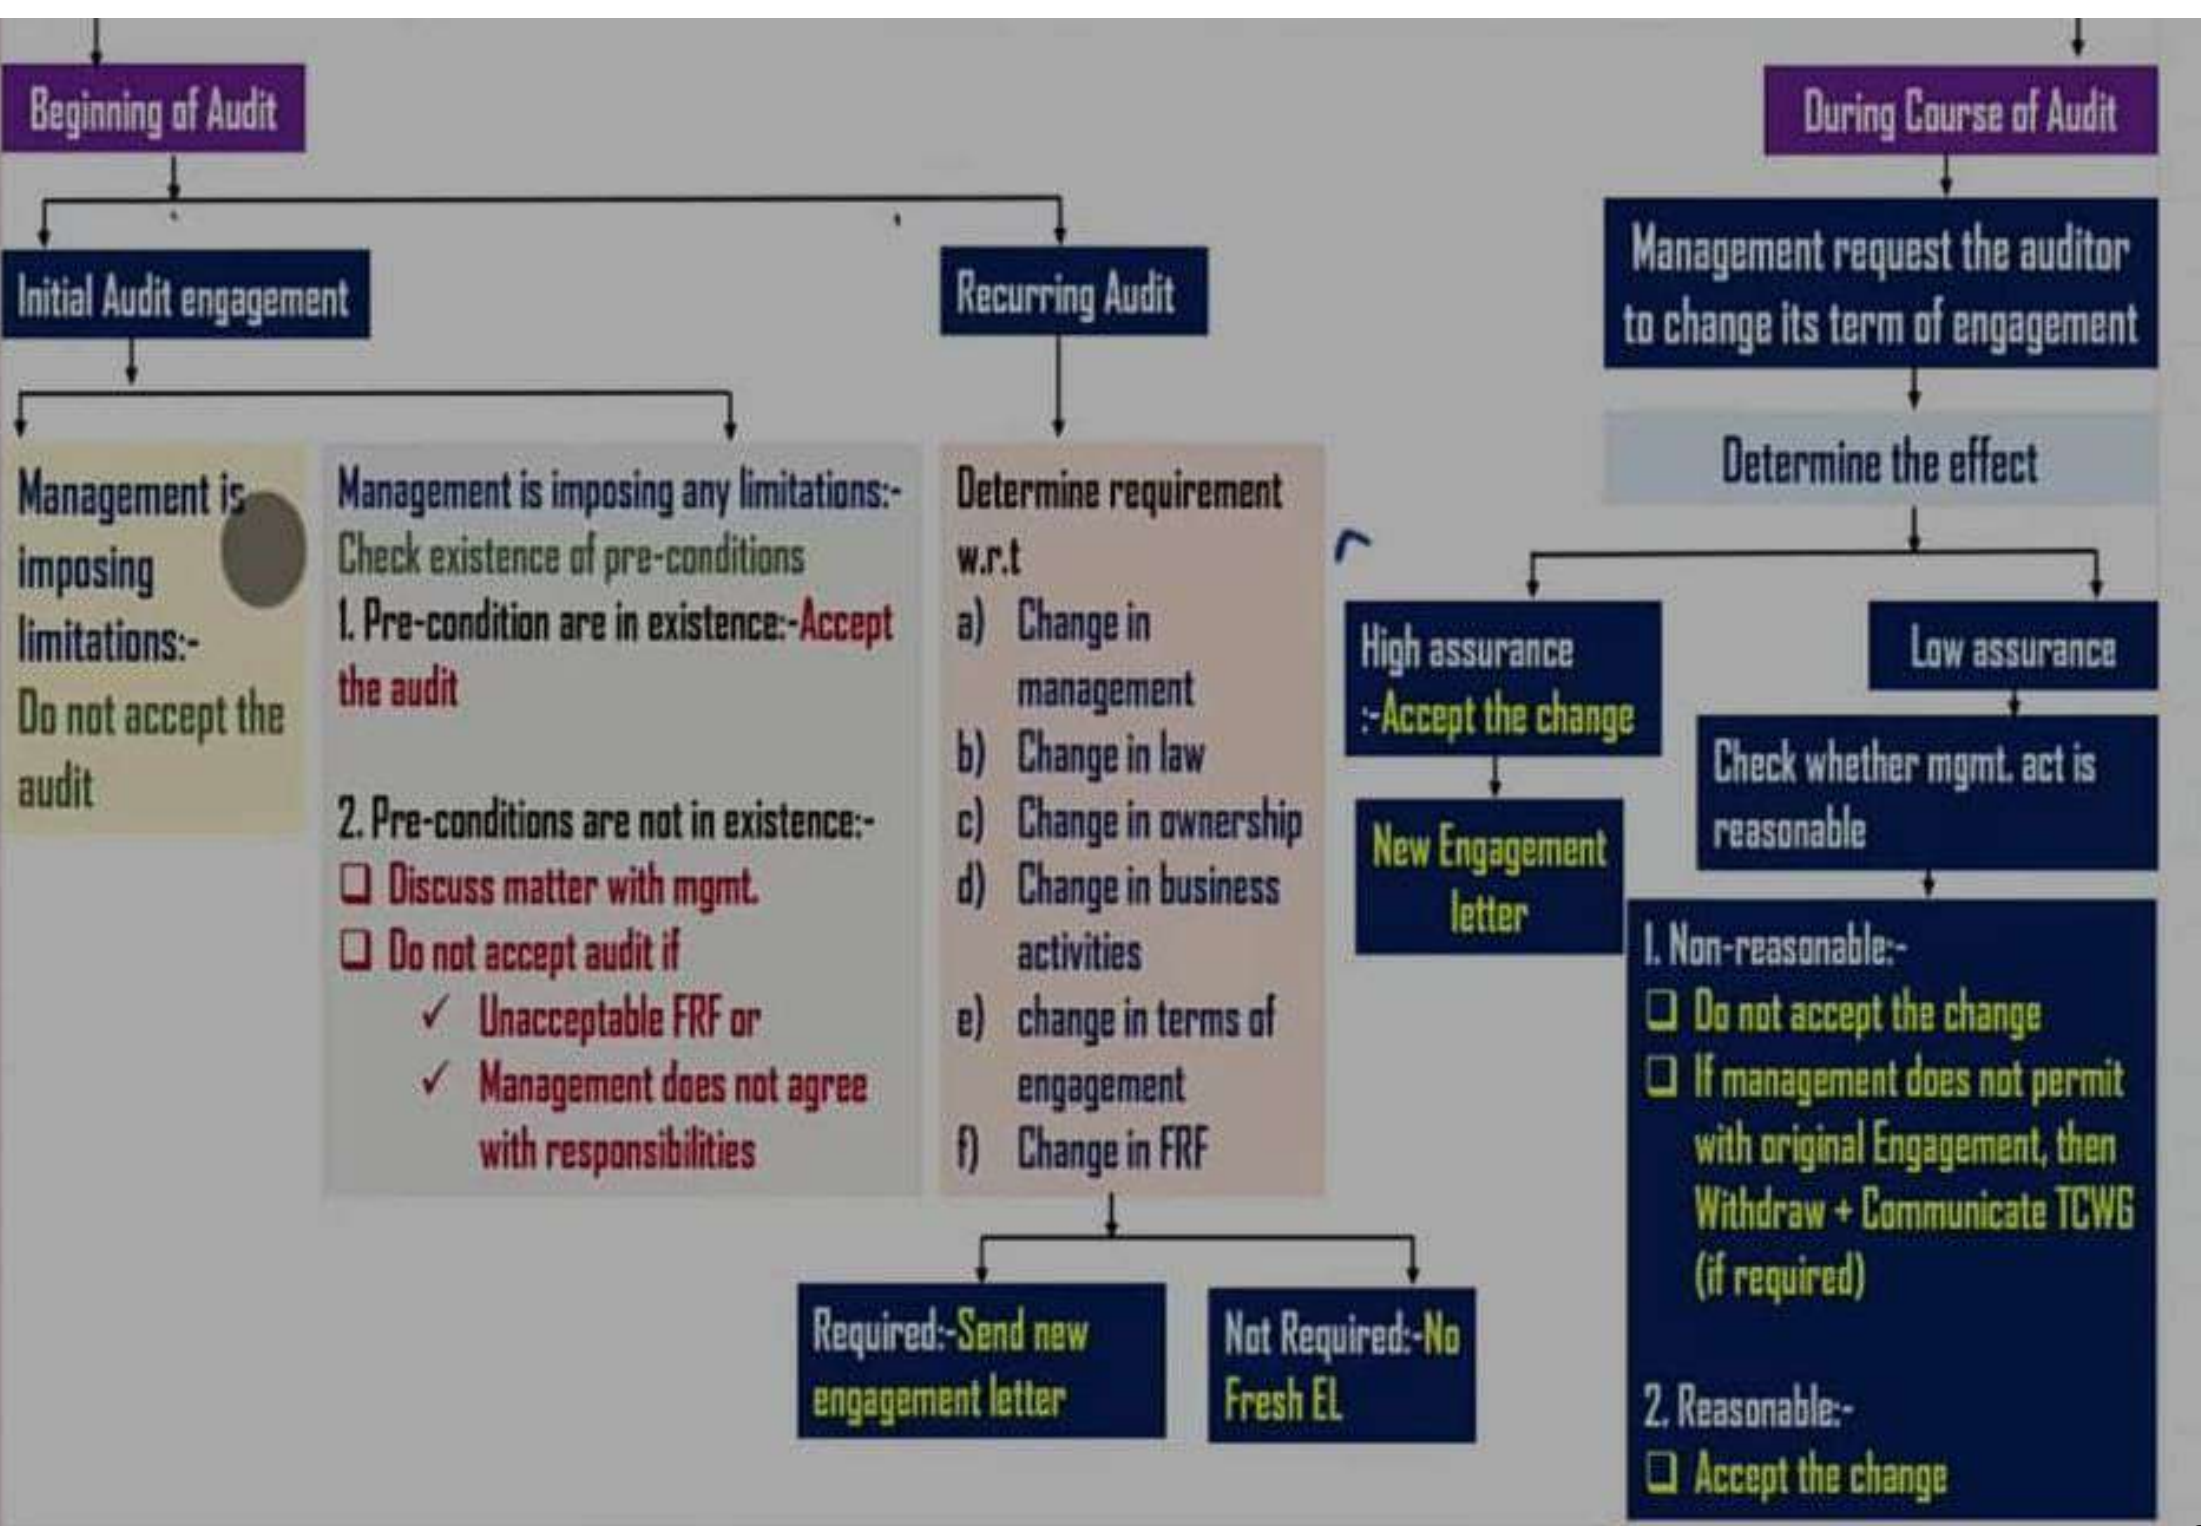 Beginning of Audit
During Course of Audit
Initial Audit engagement
Recurring Audit
Management request the auditor
to change its term of engagement
Determine the effect
Management is
imposing
limitations:-
Do not accept the
audit
Management is imposing any limitations:-
Check existence of pre-conditions
1. Pre-condition are in existence:-Accept
the audit
2. Pre-conditions are not in existence:-
❑ Discuss matter with mgmt.
❑ Do not accept audit if
✓ Unacceptable FRF or
✓ Management does not agree
with responsibilities
Determine requirement
w.r.t
a) Change in
management
b) Change in law
c) Change in ownership
d) Change in business
activities
e) change in terms of
engagement
f) Change in FRF
Required:-Send new
engagement letter
Not Required:-No
Fresh EL
High assurance
:-Accept the change
New Engagement
letter
Low assurance
Check whether mgmt. act is
reasonable
1. Non-reasonable:-
❑ Do not accept the change
❑ If management does not permit
with original Engagement, then
Withdraw + Communicate TCWG
(if required)
2. Reasonable:-
❑ Accept the change